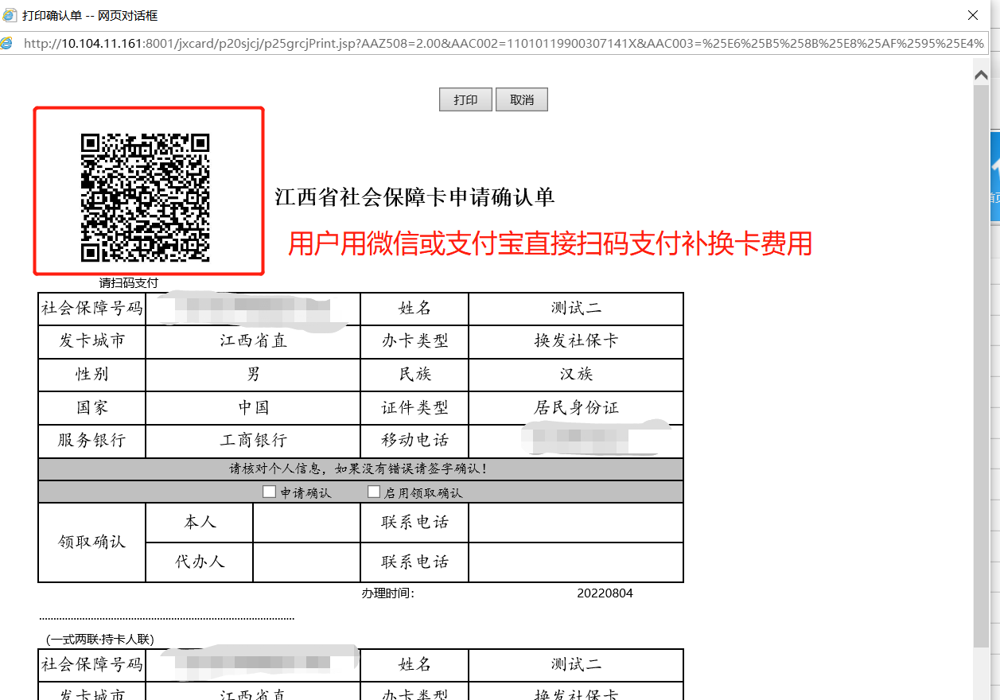 打印确认单 -- 网页对话框
http://10.104.11.161:8001/jxcard/p20sjcj/p25grcjPrint.jsp?AAZ508=2.00&AAC002=11010119900307141X&AAC003=%25E6%25B5%258B%25E8%25AF%2595%25E4%
打印 取消
江西省社会保障卡申请确认单
用户用微信或支付宝直接扫码支付补换卡费用
请扫码支付
社会保障号码 姓名 测试二
发卡城市 江西省直 办卡类型 换发社保卡
性别 男 民族 汉族
国家 中国 证件类型 居民身份证
服务银行 工商银行 移动电话
请核对个人信息，如果没有错误请签字确认！
申请确认 启用领取确认
领取确认 本人 联系电话
代办人 联系电话
办理时间： 20220804
(一式两联·持卡人联)
社会保障号码 姓名 测试二
发卡城市 江西省直 办卡类型 换发社保卡